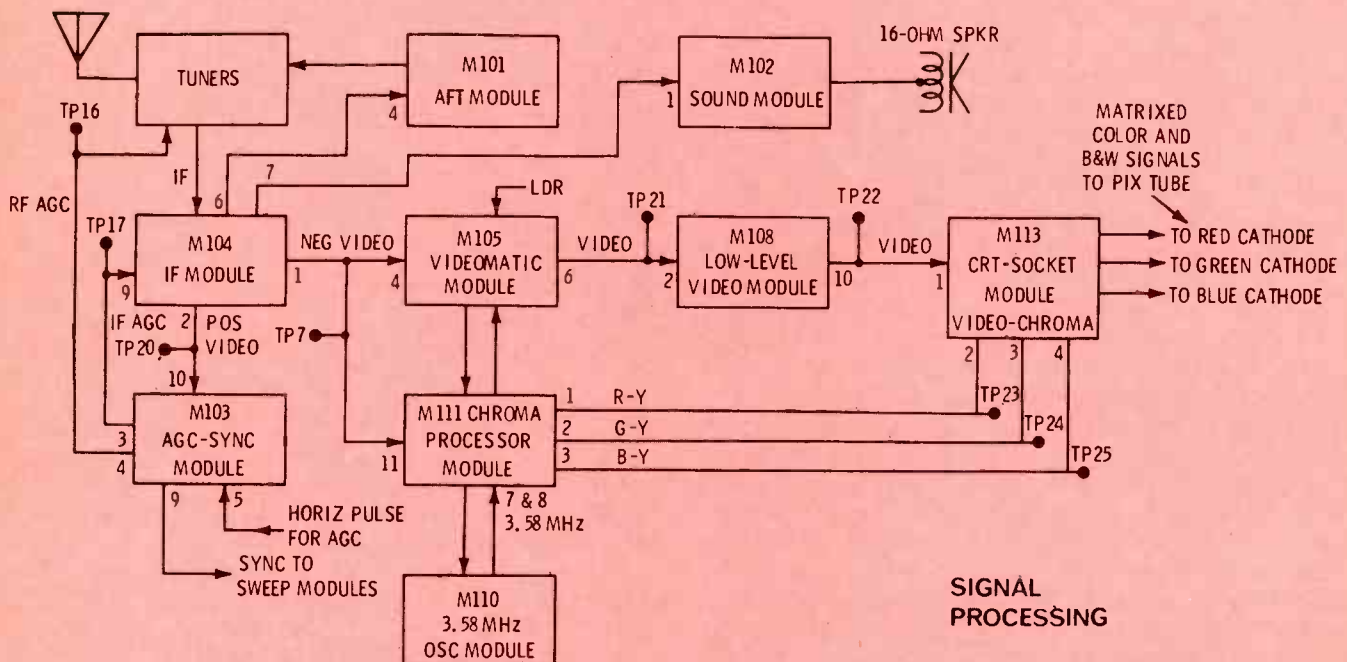 TUNERS
M101
AFT MODULE
4
M102
SOUND MODULE
1
16-OHM SPKR
TP16
RF AGC
IF
6
7
TP17
M104
IF MODULE
9
1
IF AGC
2
POS
VIDEO
TP20
10
M103
AGC-SYNC
MODULE
3
4
9
5
HORIZ PULSE
FOR AGC
SYNC TO
SWEEP MODULES
NEG VIDEO
TP7
LDR
M105
VIDEOMATIC
MODULE
4
6
VIDEO
TP21
M108
LOW-LEVEL
VIDEO MODULE
2
10
TP22
VIDEO
M113
CRT-SOCKET
MODULE
VIDEO-CHROMA
1
2
3
4
MATRIXED
COLOR AND
B&W SIGNALS
TO PIX TUBE
TO RED CATHODE
TO GREEN CATHODE
TO BLUE CATHODE
M111 CHROMA
PROCESSOR
MODULE
11
1 R-Y
2 G-Y
3 B-Y
TP23
TP24
TP25
7 & 8
3.58 MHz
M110
3.58 MHz
OSC MODULE
SIGNAL
PROCESSING